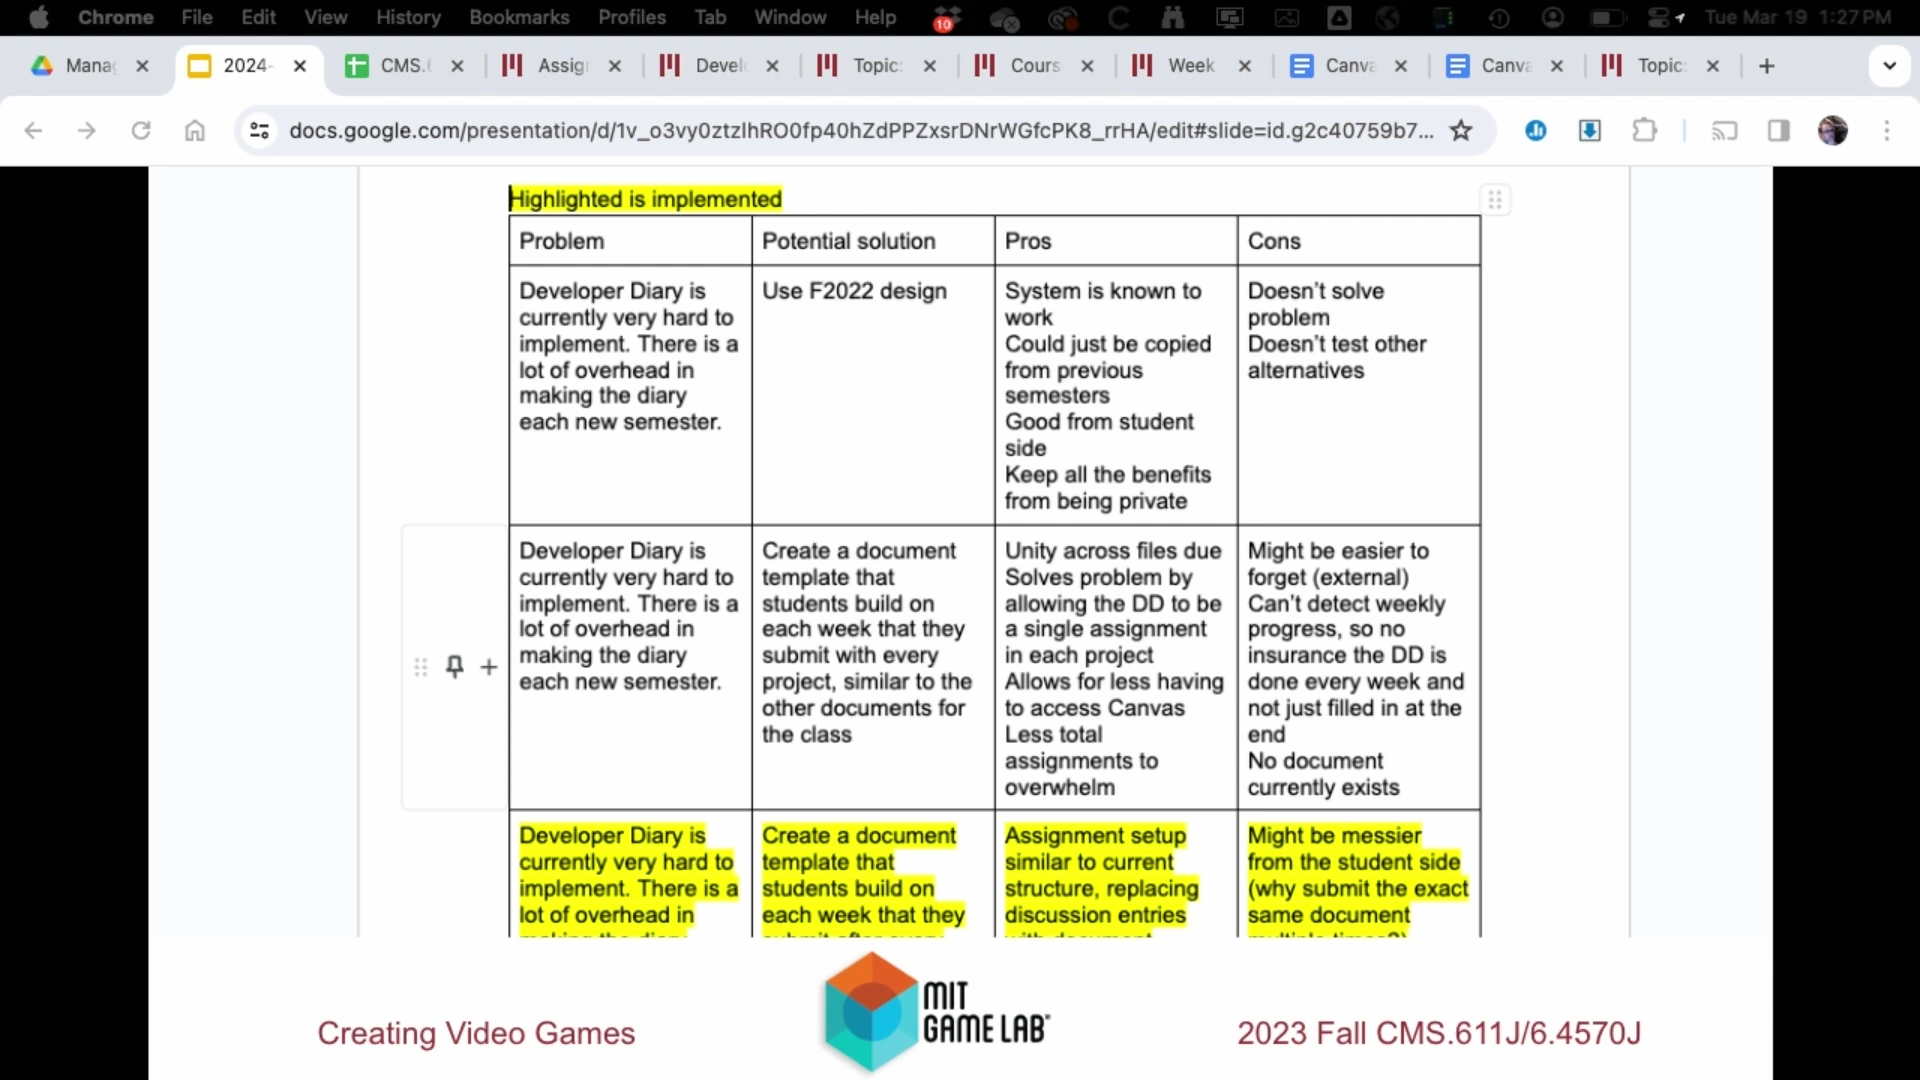 Chrome File Edit View History Bookmarks Profiles Tab Window Help 10 Tue Mar 19 1:27 PM
Mana 2024- CMS.6 Assig Devel Topic: Cours Week Canva Canva Topic:
docs.google.com/presentation/d/1v_o3vy0ztzlhRO0fp40hZdPPZxsrDNrWGfcPK8_rrHA/edit#slide=id.g2c40759b7...
Highlighted is implemented
Problem
Potential solution
Pros
Cons
Developer Diary is
currently very hard to
implement. There is a
lot of overhead in
making the diary
each new semester.
Use F2022 design
System is known to
work
Could just be copied
from previous
semesters
Good from student
side
Keep all the benefits
from being private
Doesn't solve
problem
Doesn't test other
alternatives
Developer Diary is
currently very hard to
implement. There is a
lot of overhead in
making the diary
each new semester.
Create a document
template that
students build on
each week that they
submit with every
project, similar to the
other documents for
the class
Unity across files due
Solves problem by
allowing the DD to be
a single assignment
in each project
Allows for less having
to access Canvas
Less total
assignments to
overwhelm
Might be easier to
forget (external)
Can't detect weekly
progress, so no
insurance the DD is
done every week and
not just filled in at the
end
No document
currently exists
Developer Diary is
currently very hard to
implement. There is a
lot of overhead in
making the diary
Create a document
template that
students build on
each week that they
submit after every
Assignment setup
similar to current
structure, replacing
discussion entries
with document
Might be messier
from the student side
(why submit the exact
same document
multiple times?)
Creating Video Games
MIT
GAME LAB
2023 Fall CMS.611J/6.4570J